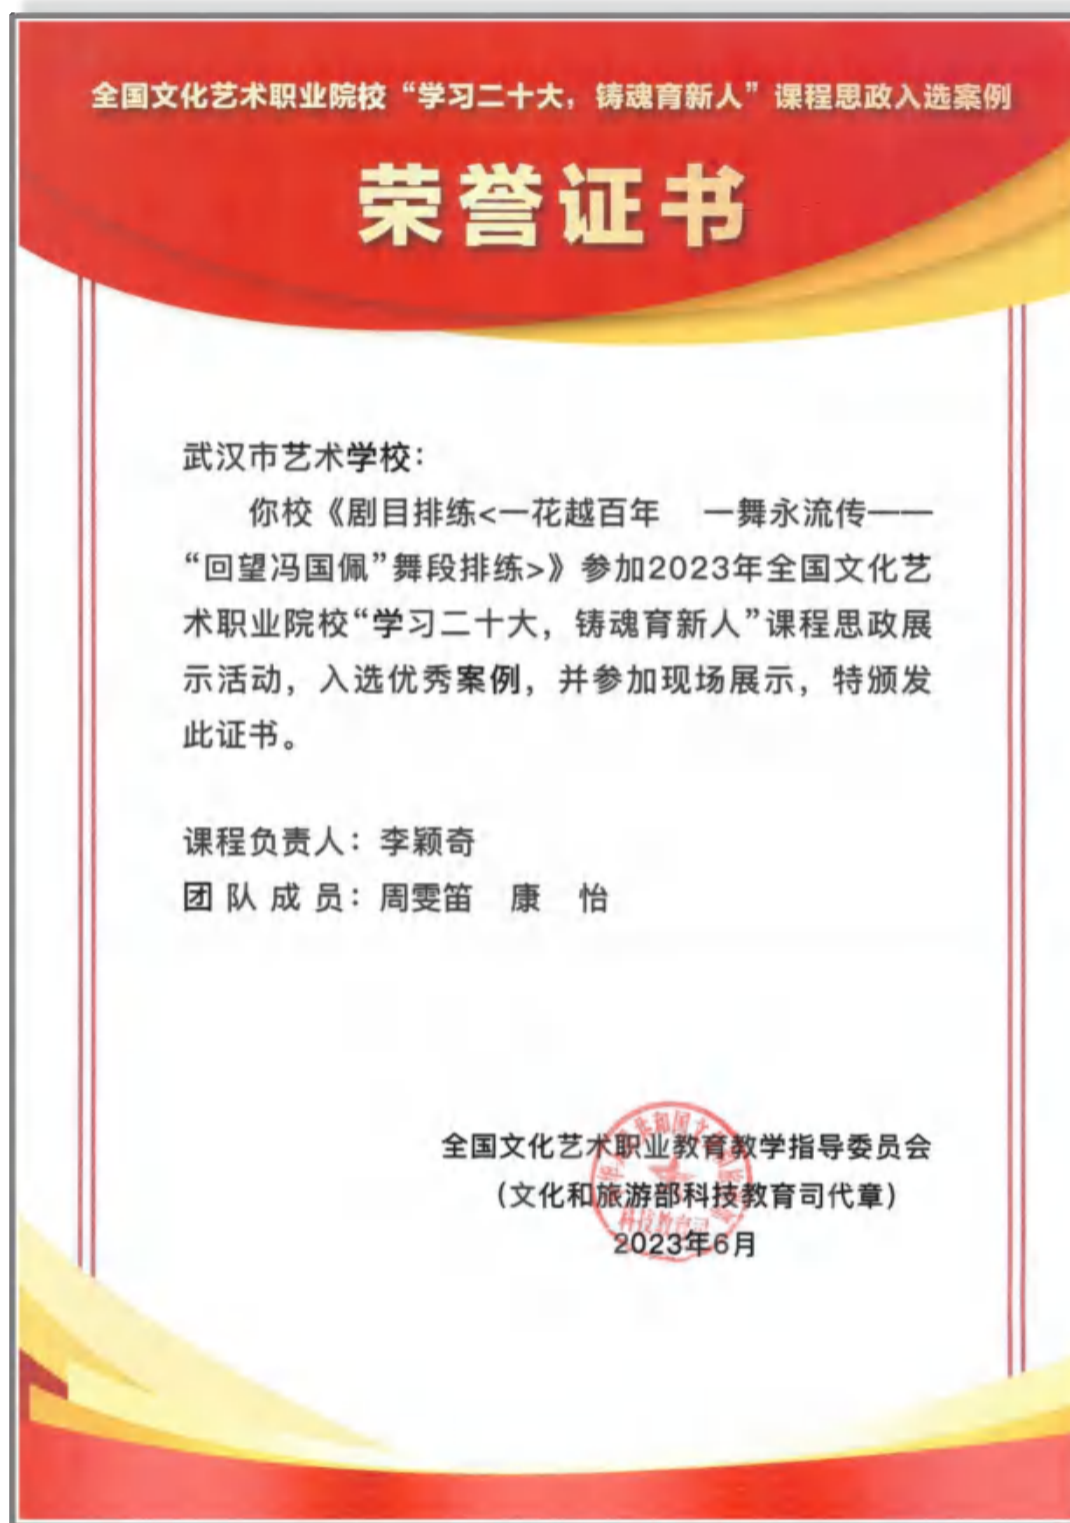 全国文化艺术职业院校“学习二十大，铸魂育新人”课程思政入选案例
荣誉证书
武汉市艺术学校：
你校《剧目排练<一花越百年　一舞永流传——
“回望冯国佩”舞段排练>》参加2023年全国文化艺
术职业院校“学习二十大，铸魂育新人”课程思政展
示活动，入选优秀案例，并参加现场展示，特颁发
此证书。
课程负责人：李颖奇
团队成员：周雯笛　康　怡
全国文化艺术职业教育教学指导委员会
（文化和旅游部科技教育司代章）
2023年6月
科技教育司